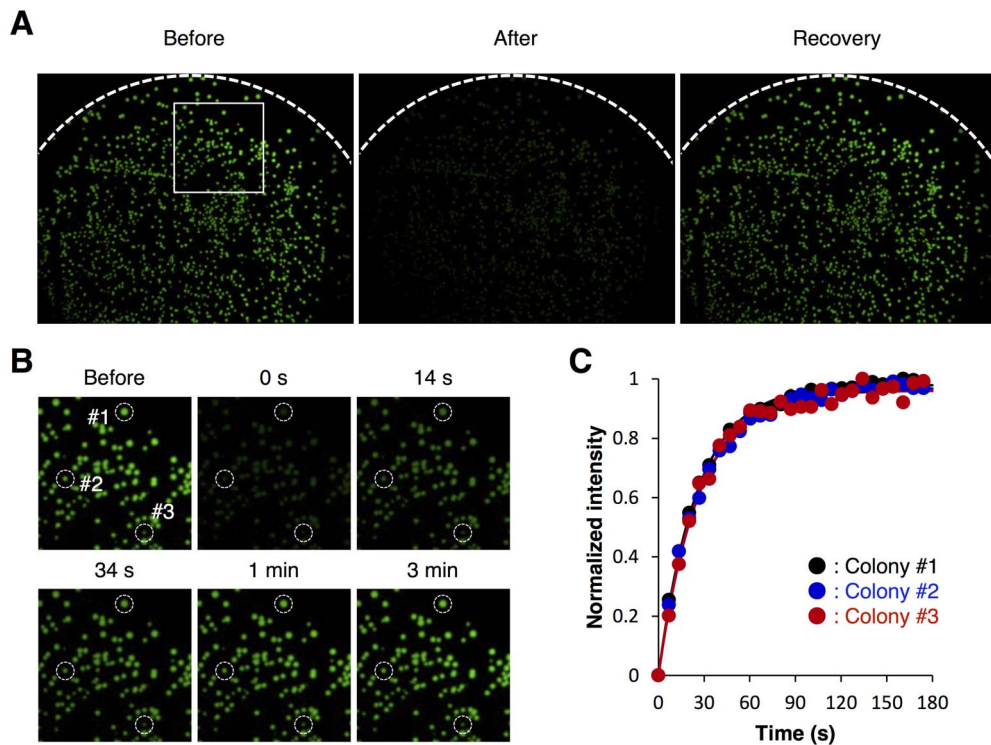 A
Before
After
Recovery
B
Before
0 s
14 s
#1
#2
#3
34 s
1 min
3 min
C
Normalized intensity
1
0.8
0.6
0.4
0.2
0
: Colony #1
: Colony #2
: Colony #3
0 30 60 90 120 150 180
Time (s)